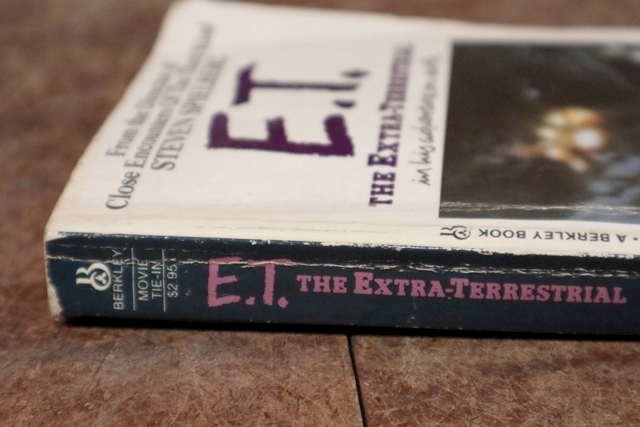 From the Director of
Close Encounters Of The Third Kind
STEVEN SPIELBERG
E.T.
THE EXTRA-TERRESTRIAL
in his adventure on earth
A BERKLEY BOOK
BERKLEY
MOVIE
TIE-IN
$2.95
E.T. THE EXTRA-TERRESTRIAL